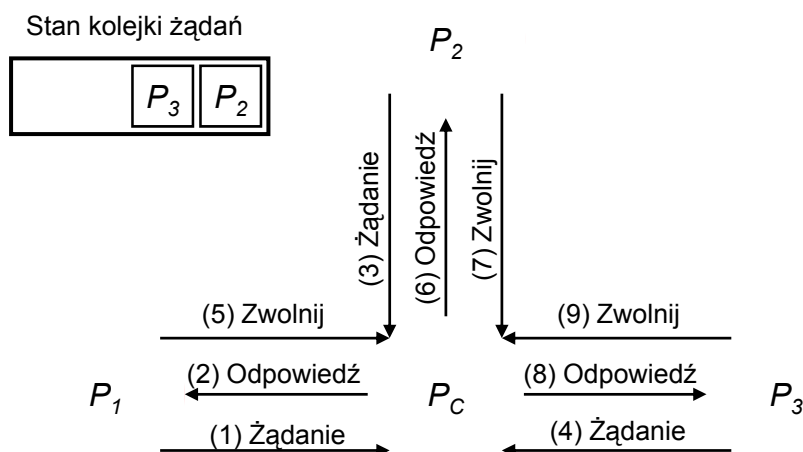 Stan kolejki żądań
P2
P3 P2
(3) Żądanie
(6) Odpowiedź
(7) Zwolnij
(5) Zwolnij
(9) Zwolnij
P1
(2) Odpowiedź
PC
(8) Odpowiedź
P3
(1) Żądanie
(4) Żądanie